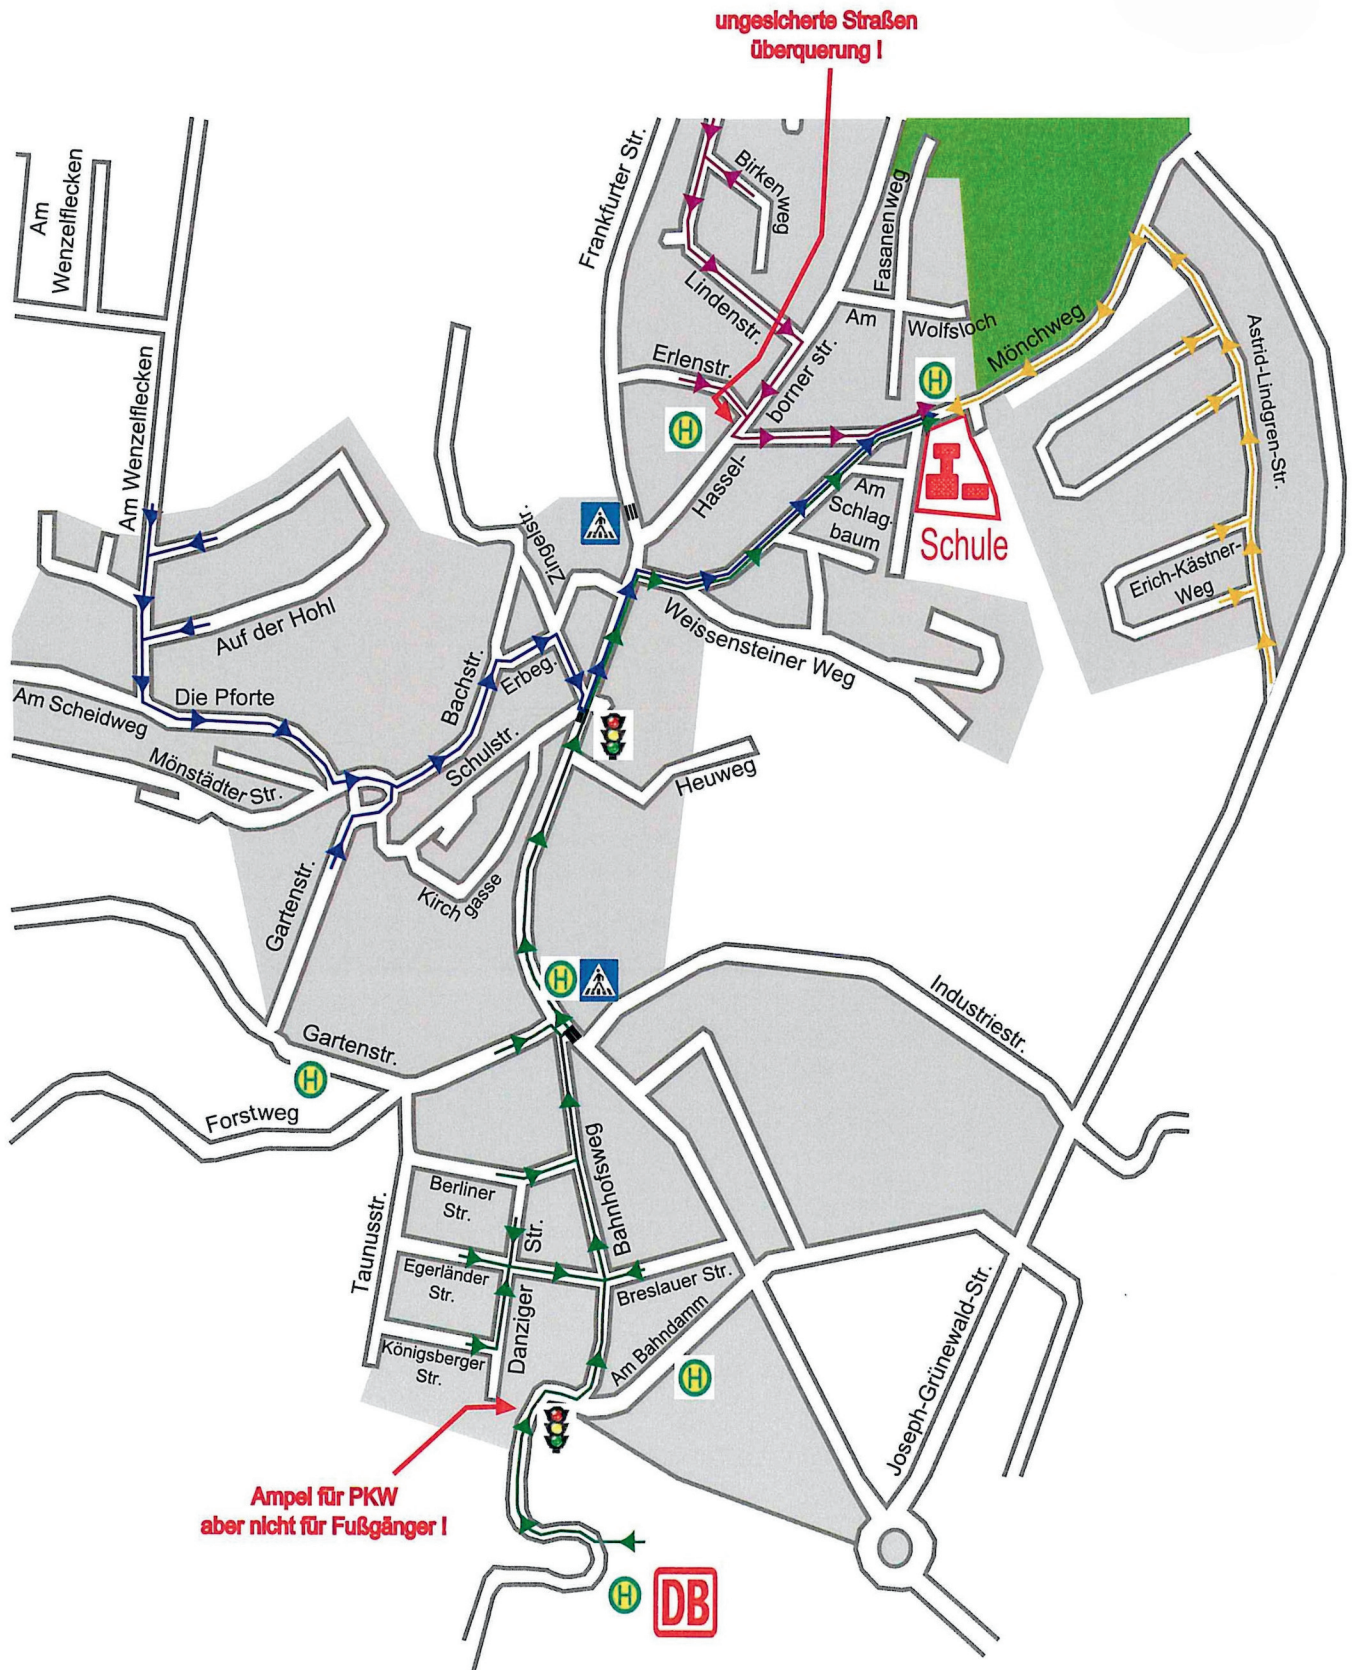 ungesicherte Straßen
überquerung !
Frankfurter Str.
Birken
weg
Lindenstr.
Erlenstr.
Hassel-
borner str.
Fasanenweg
Am
Wolfsloch
Mönchweg
Astrid-Lindgren-Str.
Erich-Kästner-
Weg
H
H
Am
Schlag-
baum
Schule
Am
Wenzelflecken
Am Wenzelflecken
Auf der Hohl
Die Pforte
Am Scheidweg
Mönstädter Str.
Zingelstr.
Bachstr.
Erbeg.
Schulstr.
Weissensteiner Weg
Heuweg
Kirch
gasse
Gartenstr.
H
Gartenstr.
H
Forstweg
Industriestr.
Taunusstr.
Berliner
Str.
Egerländer
Str.
Königsberger
Str.
Danziger
Str.
Bahnhofsweg
Breslauer Str.
Am Bahndamm
H
Joseph-Grünewald-Str.
Ampel für PKW
aber nicht für Fußgänger !
H
DB